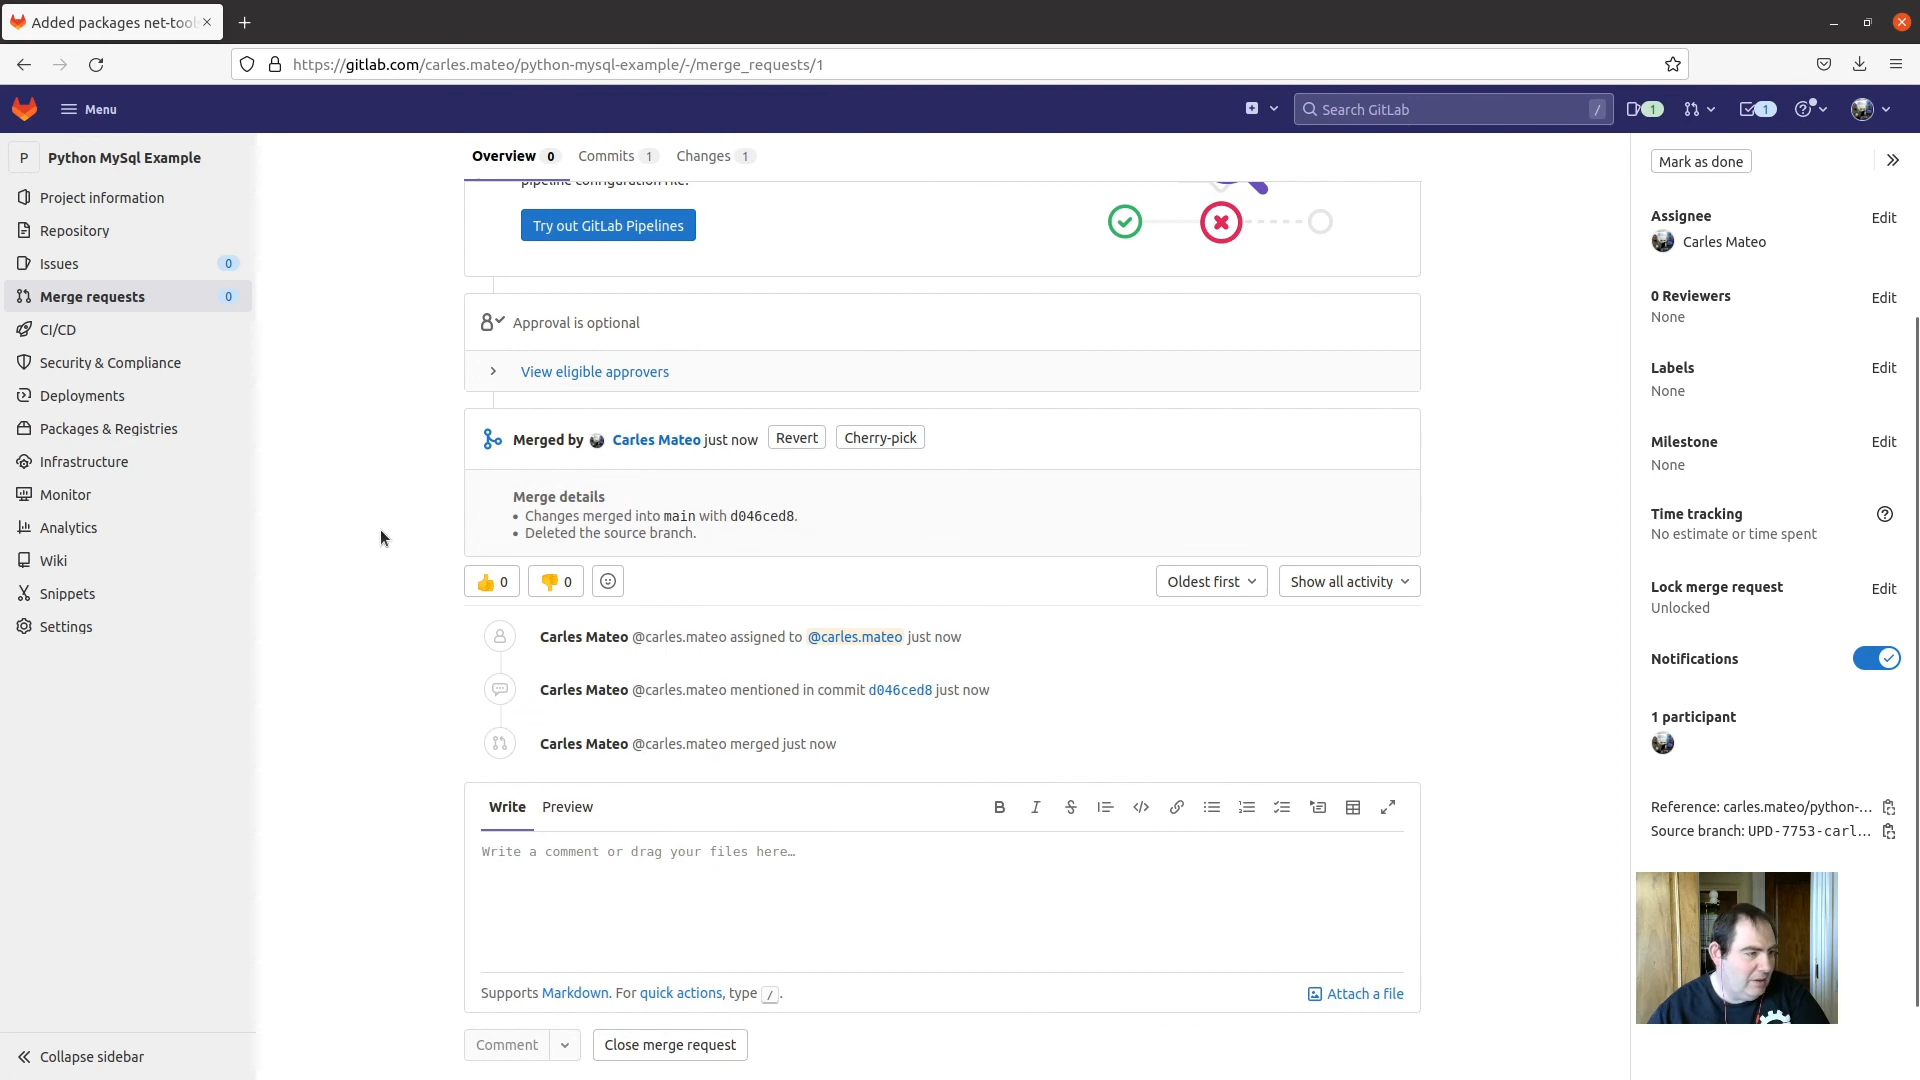 Added packages net-tool
https://gitlab.com/carles.mateo/python-mysql-example/-/merge_requests/1
Menu
Search GitLab
/
1
1
P
Python MySql Example
Project information
Repository
Issues 0
Merge requests 0
CI/CD
Security & Compliance
Deployments
Packages & Registries
Infrastructure
Monitor
Analytics
Wiki
Snippets
Settings
Collapse sidebar
Overview 0 Commits 1 Changes 1
pipeline configuration file.
Try out GitLab Pipelines
Approval is optional
View eligible approvers
Merged by Carles Mateo just now Revert Cherry-pick
Merge details
• Changes merged into main with d046ced8.
• Deleted the source branch.
0 0 Oldest first Show all activity
Carles Mateo @carles.mateo assigned to @carles.mateo just now
Carles Mateo @carles.mateo mentioned in commit d046ced8 just now
Carles Mateo @carles.mateo merged just now
Write Preview
Write a comment or drag your files here…
Supports Markdown. For quick actions, type /. Attach a file
Comment Close merge request
Mark as done
Assignee Edit
Carles Mateo
0 Reviewers Edit
None
Labels Edit
None
Milestone Edit
None
Time tracking
No estimate or time spent
Lock merge request Edit
Unlocked
Notifications
1 participant
Reference: carles.mateo/python-...
Source branch: UPD-7753-carl...